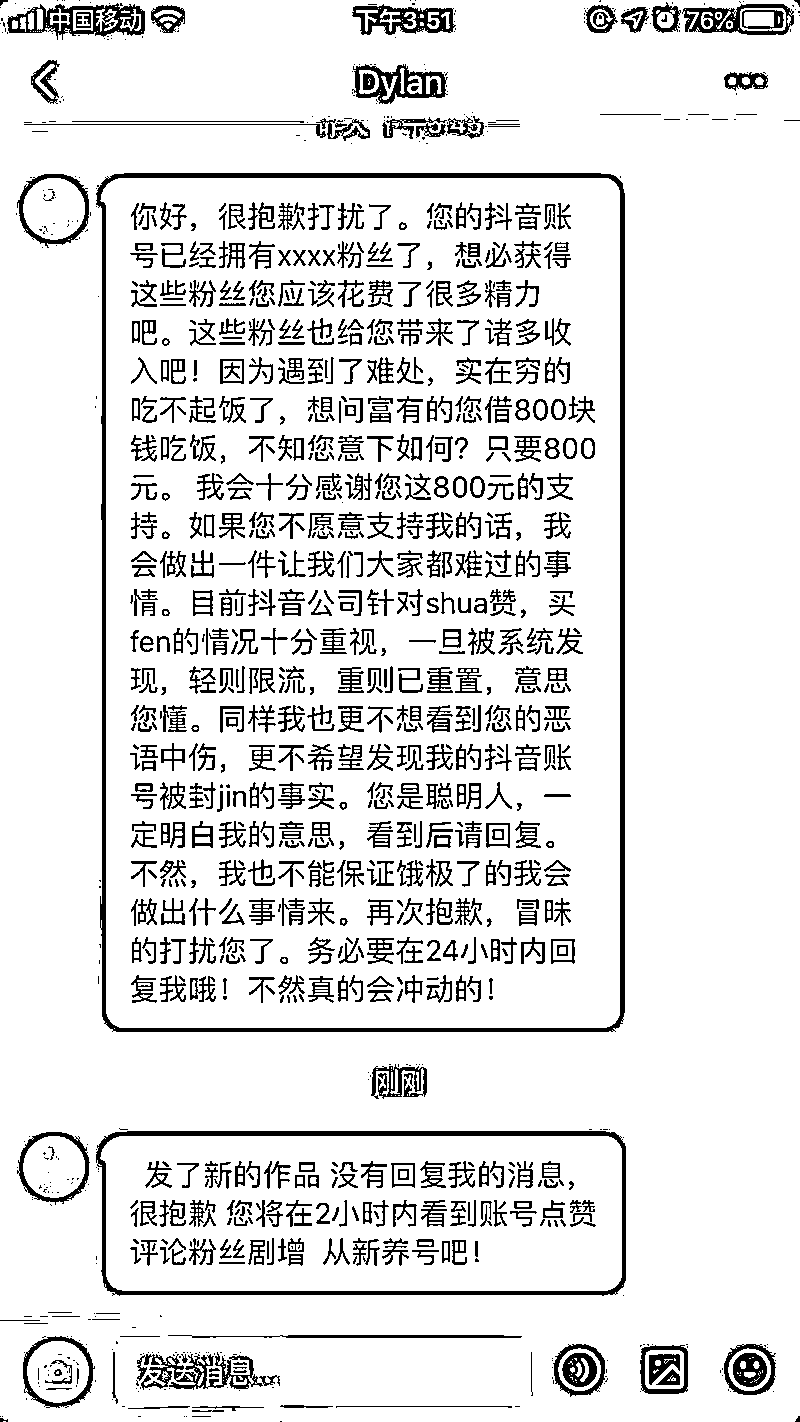 中国移动
下午3:51
76%
Dylan
你好，很抱歉打扰了。您的抖音账
号已经拥有xxxx粉丝了，想必获得
这些粉丝您应该花费了很多精力
吧。这些粉丝也给您带来了诸多收
入吧！因为遇到了难处，实在穷的
吃不起饭了，想问富有的您借800块
钱吃饭，不知您意下如何？只要800
元。 我会十分感谢您这800元的支
持。如果您不愿意支持我的话，我
会做出一件让我们大家都难过的事
情。目前抖音公司针对shua赞，买
fen的情况十分重视，一旦被系统发
现，轻则限流，重则已重置，意思
您懂。同样我也更不想看到您的恶
语中伤，更不希望发现我的抖音账
号被封jin的事实。您是聪明人，一
定明白我的意思，看到后请回复。
不然，我也不能保证饿极了的我会
做出什么事情来。再次抱歉，冒昧
的打扰您了。务必要在24小时内回
复我哦！不然真的会冲动的！
刚刚
发了新的作品 没有回复我的消息，
很抱歉 您将在2小时内看到账号点赞
评论粉丝剧增  从新养号吧！
发送消息...